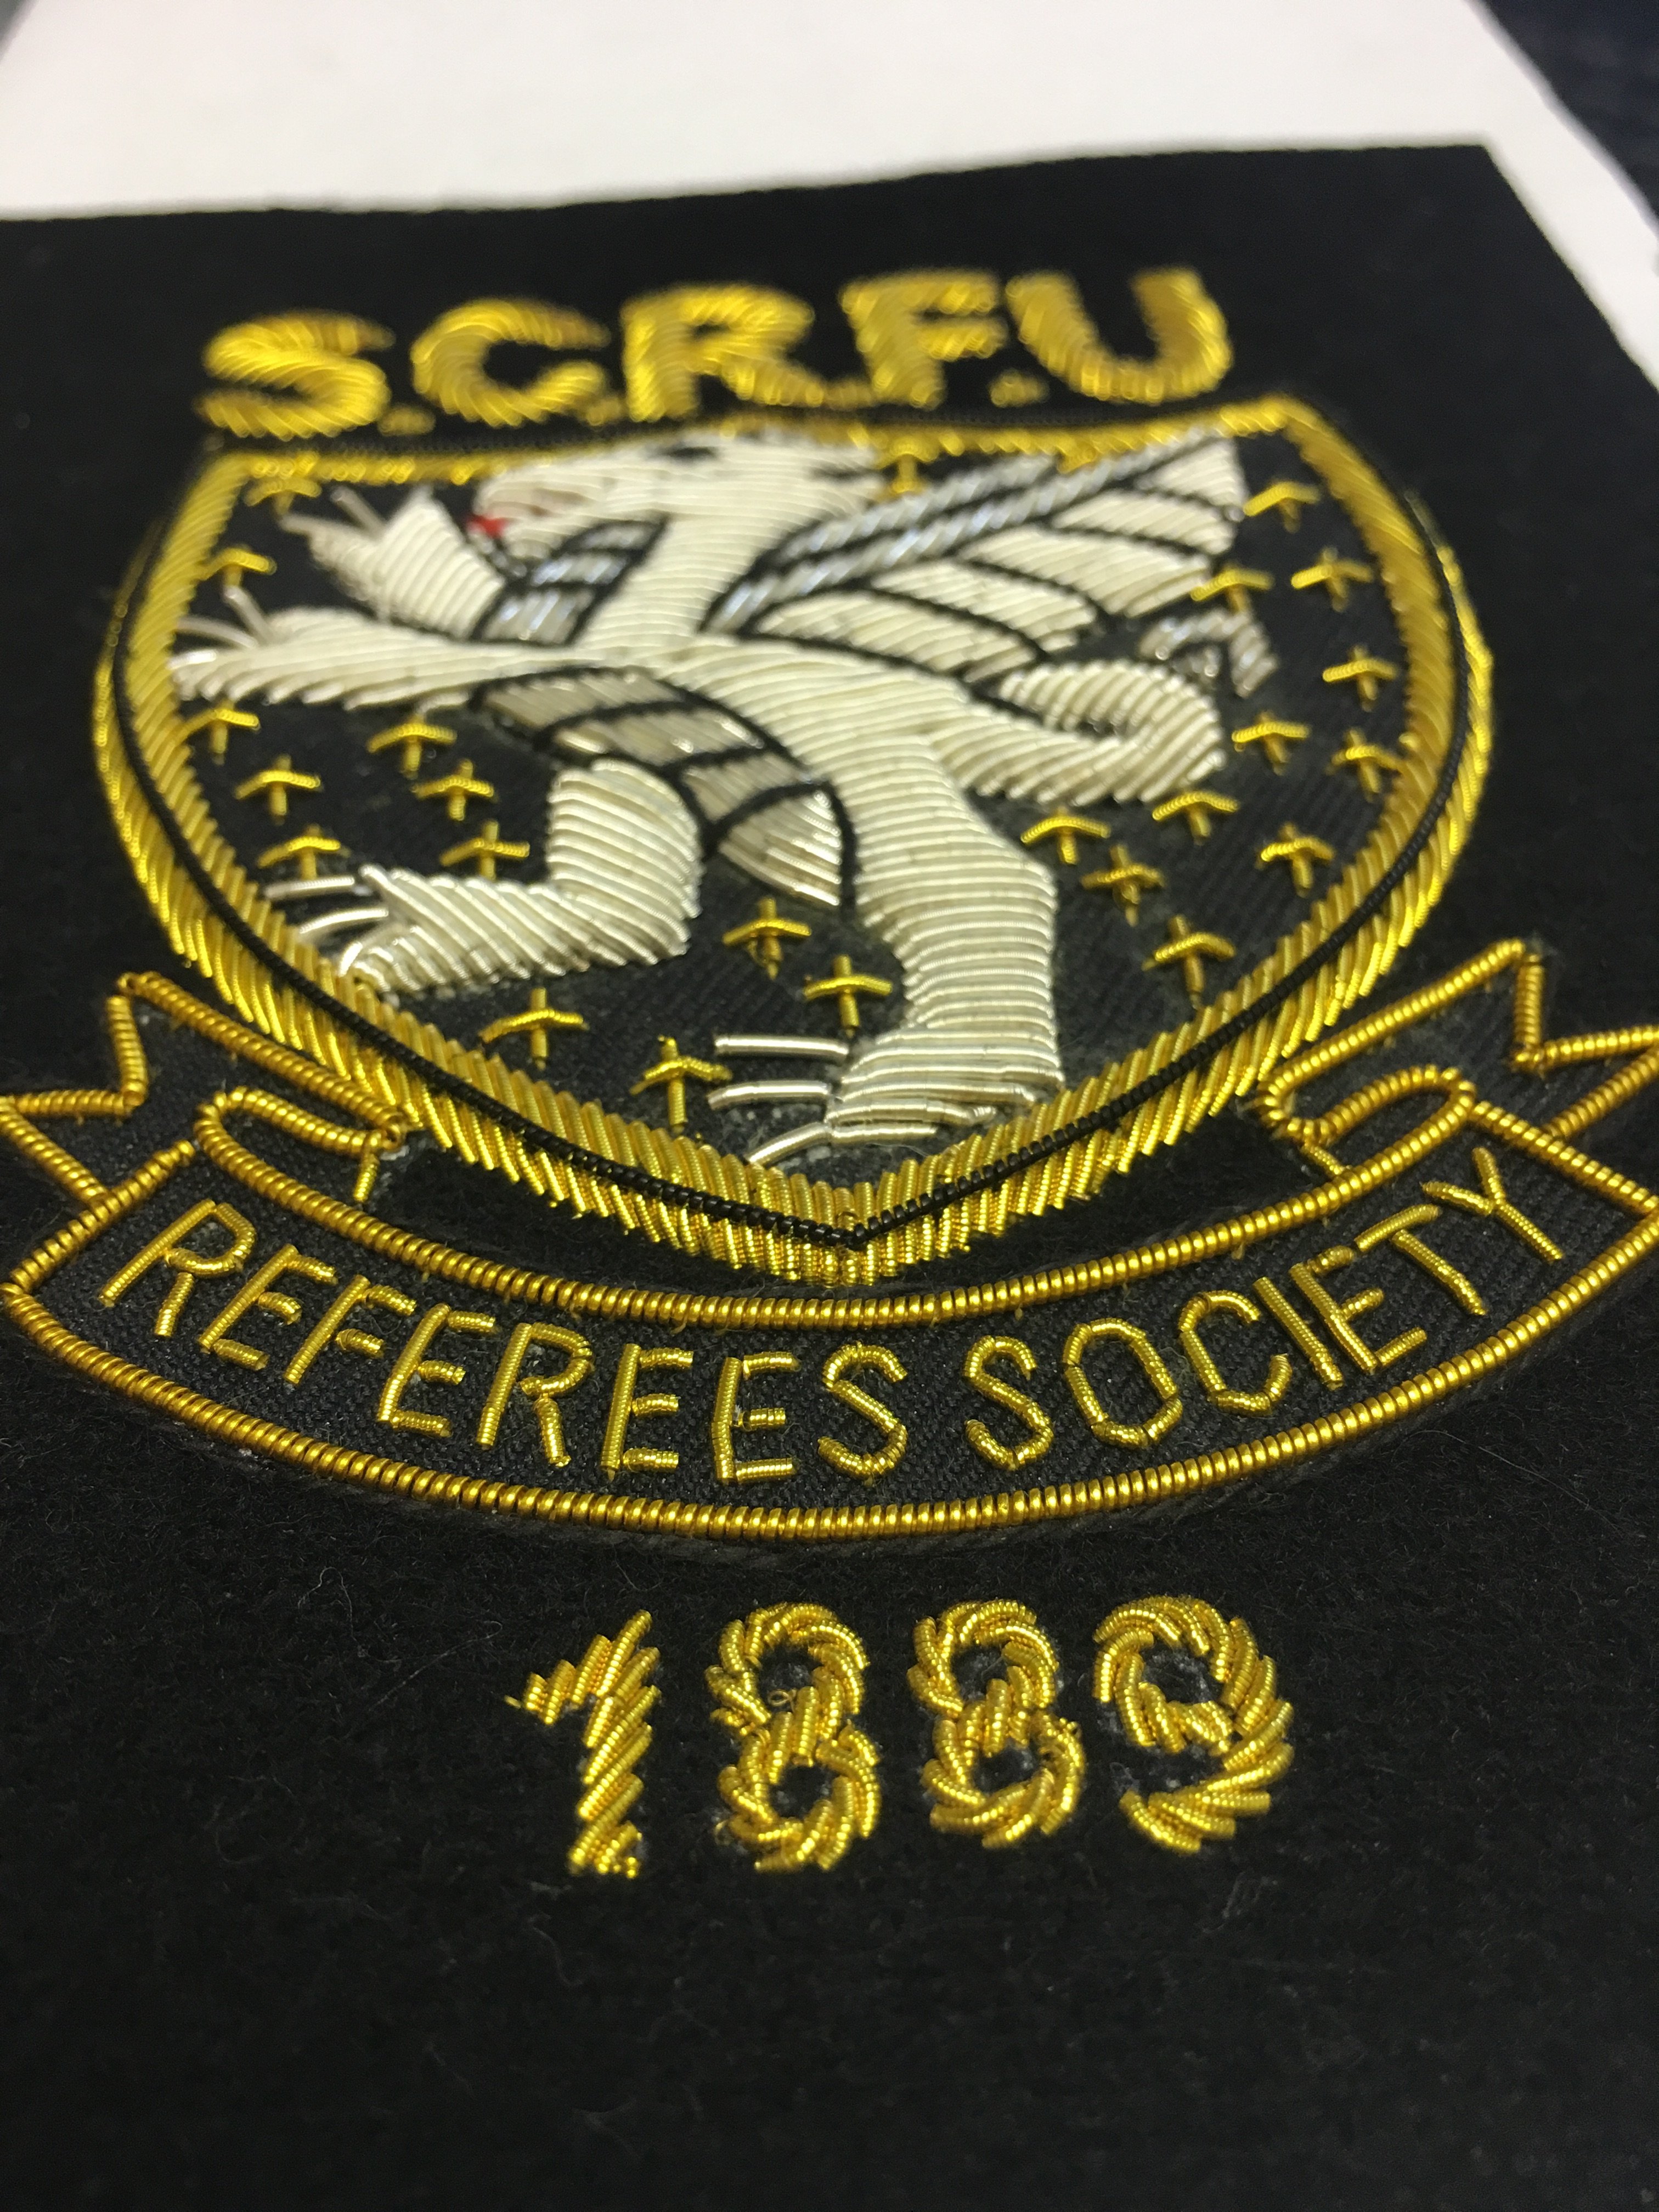 S.C.R.F.U
REFEREES SOCIETY
1889